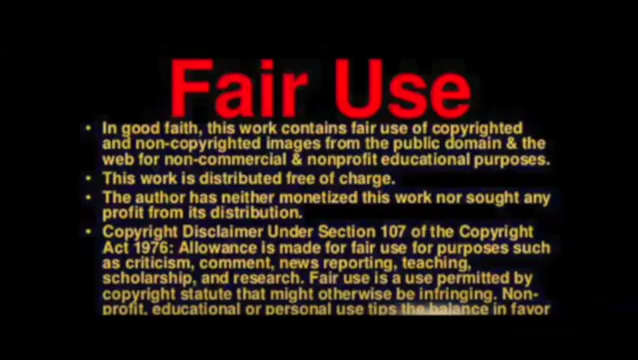 Fair Use
• In good faith, this work contains fair use of copyrighted
and non-copyrighted images from the public domain & the
web for non-commercial & nonprofit educational purposes.
• This work is distributed free of charge.
• The author has neither monetized this work nor sought any
profit from its distribution.
• Copyright Disclaimer Under Section 107 of the Copyright
Act 1976: Allowance is made for fair use for purposes such
as criticism, comment, news reporting, teaching,
scholarship, and research. Fair use is a use permitted by
copyright statute that might otherwise be infringing. Non-
profit, educational or personal use tips the balance in favor